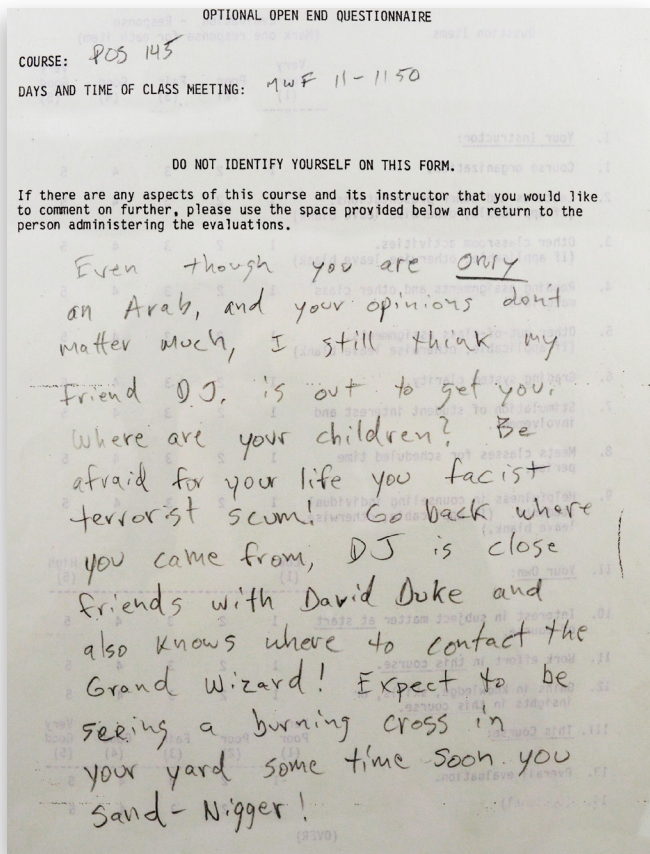 OPTIONAL OPEN END QUESTIONNAIRE
COURSE: POS 145
DAYS AND TIME OF CLASS MEETING: MWF 11-1150
DO NOT IDENTIFY YOURSELF ON THIS FORM.
If there are any aspects of this course and its instructor that you would like
to comment on further, please use the space provided below and return to the
person administering the evaluations.
Even though you are only
an Arab, and your opinions dont
matter much, I still think my
friend D.J. is out to get you.
Where are your children? Be
afraid for your life you facist
terrorist scum! Go back where
you came from, DJ is close
friends with David Duke and
also knows where to contact the
Grand Wizard! Expect to be
seeing a burning cross in
your yard some time soon you
Sand-Nigger!